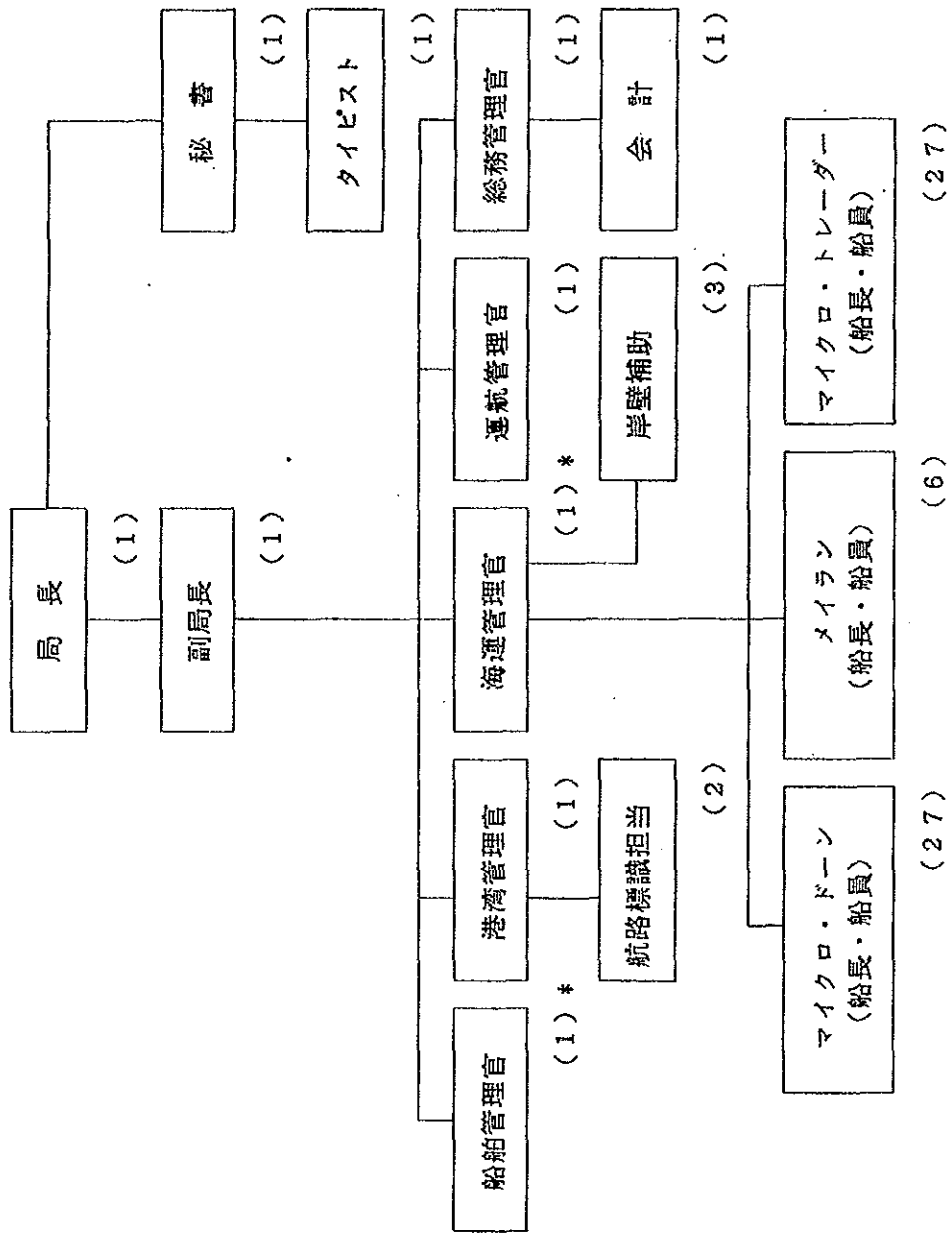 局 長
(1)
秘 書
(1)
副局長
(1)
タイピスト
(1)
船舶管理官
(1)*
港湾管理官
(1)
海運管理官
(1)*
運航管理官
(1)
総務管理官
(1)
航路標識担当
(2)
岸壁補助
(3)
会 計
(1)
マイクロ・ドーン
(船長・船員)
(27)
メイラン
(船長・船員)
(6)
マイクロ・トレーダー
(船長・船員)
(27)